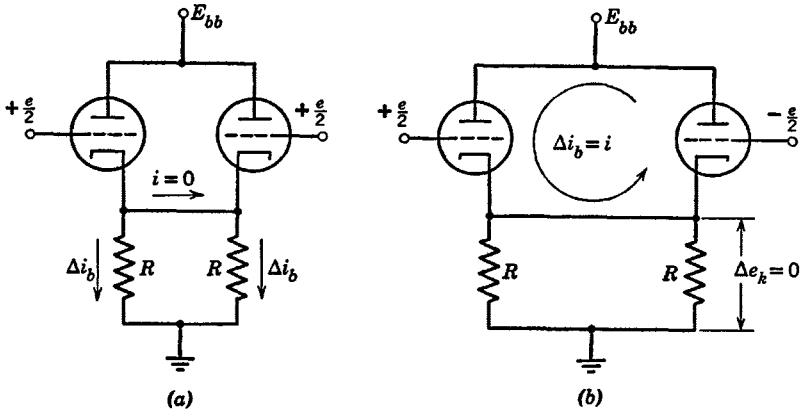 E_bb
+ e/2
+ e/2
i = 0
Δi_b
R
R
Δi_b
(a)
E_bb
+ e/2
- e/2
Δi_b = i
R
R
Δe_k = 0
(b)